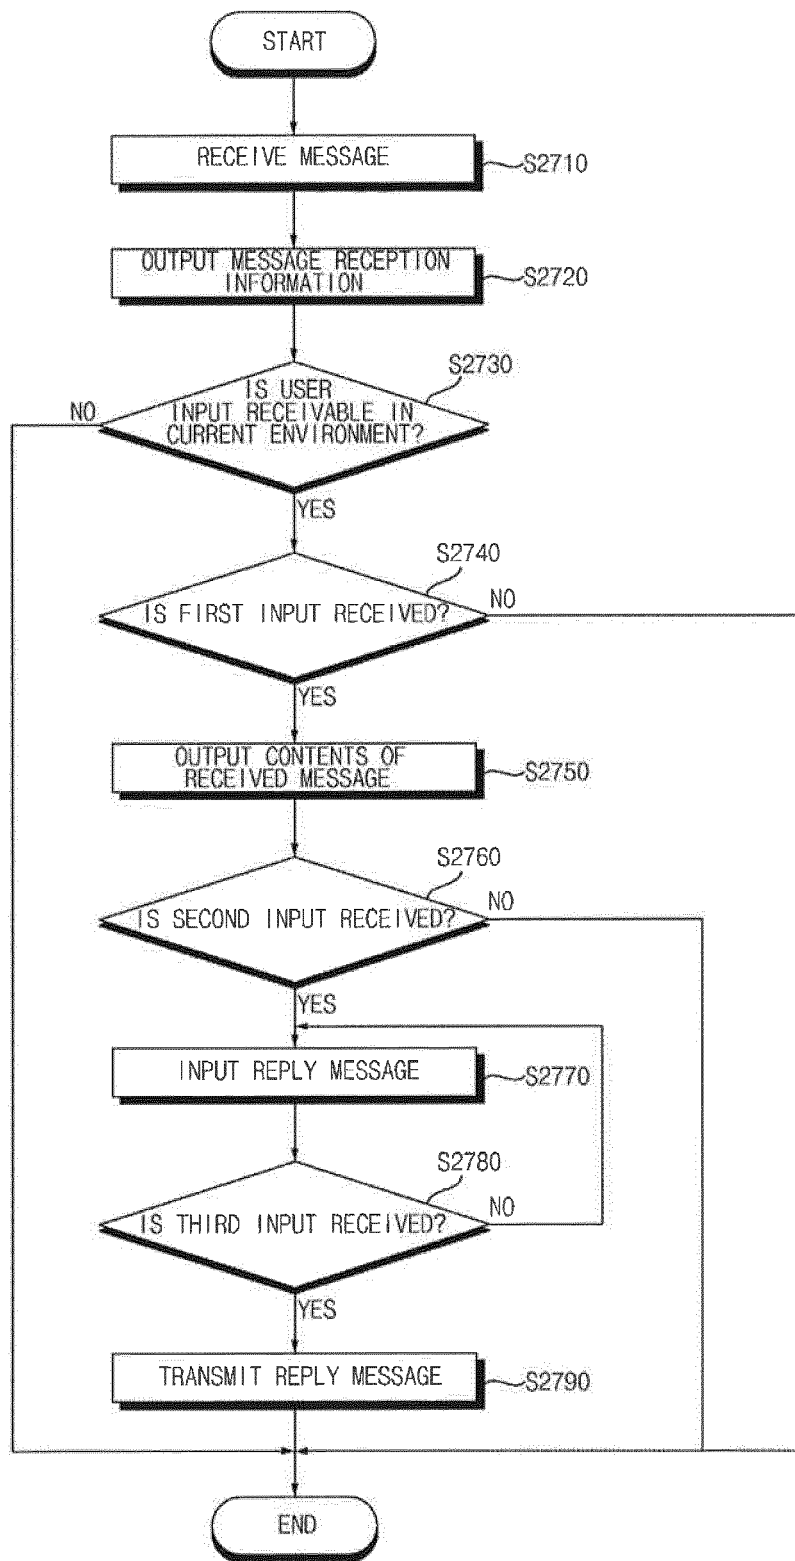 START
RECEIVE MESSAGE
S2710
OUTPUT MESSAGE RECEPTION
INFORMATION
S2720
S2730
IS USER
INPUT RECEIVABLE IN
CURRENT ENVIRONMENT?
NO
YES
S2740
IS FIRST INPUT RECEIVED?
NO
YES
OUTPUT CONTENTS OF
RECEIVED MESSAGE
S2750
S2760
IS SECOND INPUT RECEIVED?
NO
YES
INPUT REPLY MESSAGE
S2770
S2780
IS THIRD INPUT RECEIVED?
NO
YES
TRANSMIT REPLY MESSAGE
S2790
END